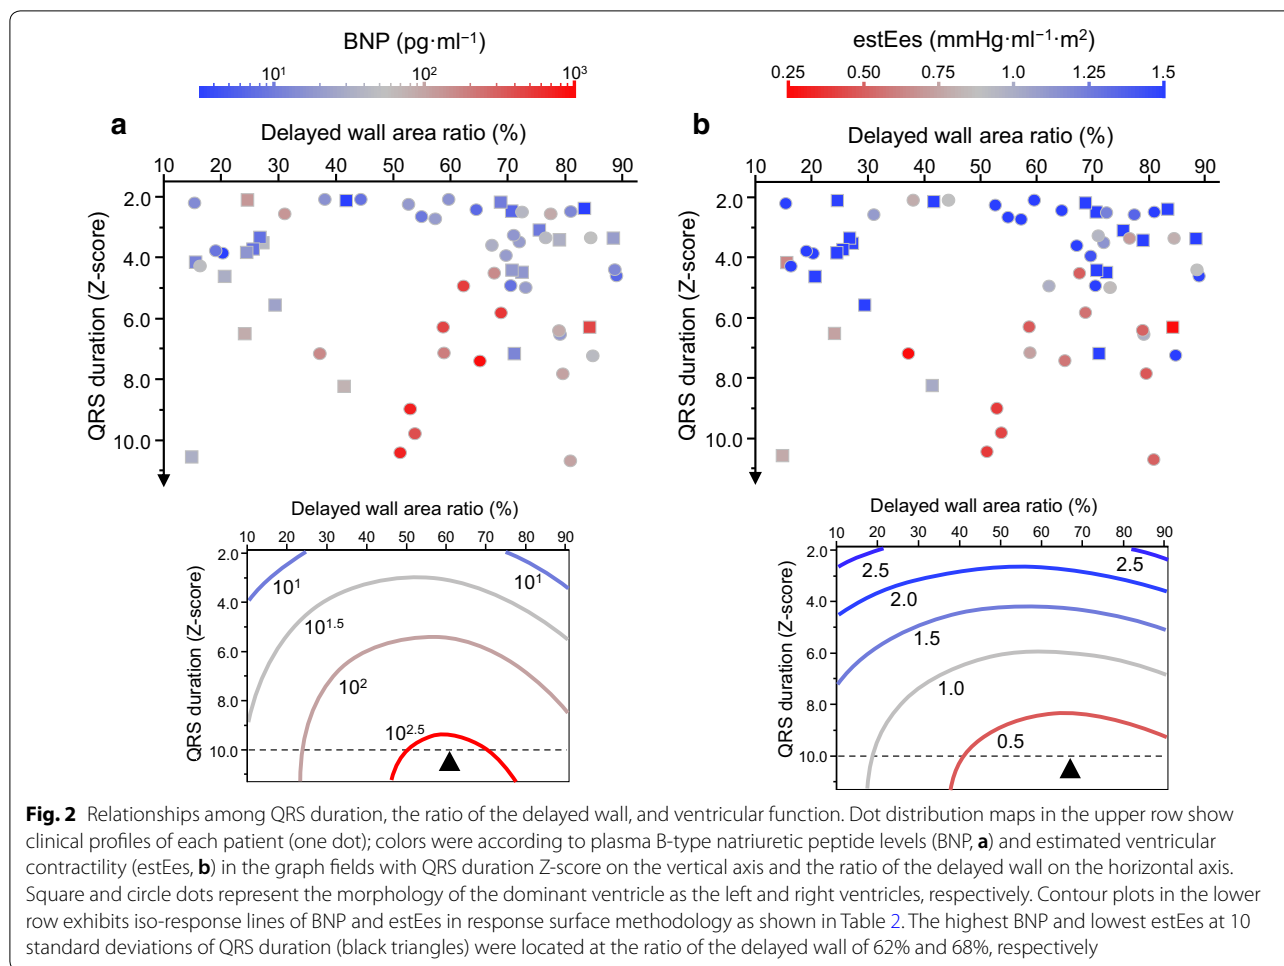 BNP (pg·ml⁻¹)
10¹ 10² 10³
a
Delayed wall area ratio (%)
10 20 30 40 50 60 70 80 90
QRS duration (Z-score)
2.0
4.0
6.0
8.0
10.0
estEes (mmHg·ml⁻¹·m²)
0.25 0.50 0.75 1.0 1.25 1.5
b
Delayed wall area ratio (%)
10 20 30 40 50 60 70 80 90
QRS duration (Z-score)
2.0
4.0
6.0
8.0
10.0
Delayed wall area ratio (%)
10 20 30 40 50 60 70 80 90
QRS duration (Z-score)
2.0
4.0
6.0
8.0
10.0
10¹ 10¹
10¹·⁵
10²
10²·⁵
Delayed wall area ratio (%)
10 20 30 40 50 60 70 80 90
QRS duration (Z-score)
2.0
4.0
6.0
8.0
10.0
2.5 2.5
2.0
1.5
1.0
0.5
Fig. 2 Relationships among QRS duration, the ratio of the delayed wall, and ventricular function. Dot distribution maps in the upper row show
clinical profiles of each patient (one dot); colors were according to plasma B-type natriuretic peptide levels (BNP, a) and estimated ventricular
contractility (estEes, b) in the graph fields with QRS duration Z-score on the vertical axis and the ratio of the delayed wall on the horizontal axis.
Square and circle dots represent the morphology of the dominant ventricle as the left and right ventricles, respectively. Contour plots in the lower
row exhibits iso-response lines of BNP and estEes in response surface methodology as shown in Table 2. The highest BNP and lowest estEes at 10
standard deviations of QRS duration (black triangles) were located at the ratio of the delayed wall of 62% and 68%, respectively